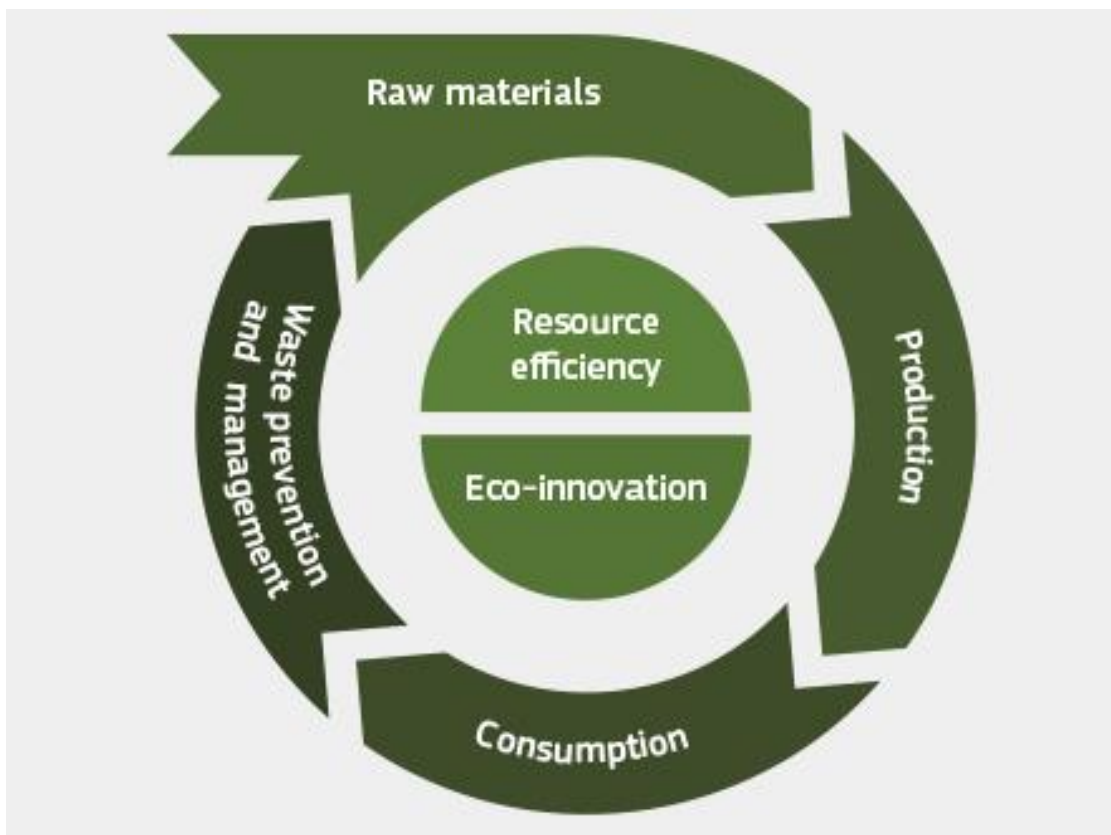 Raw materials
Production
Consumption
Waste prevention
and management
Resource
efficiency
Eco-innovation